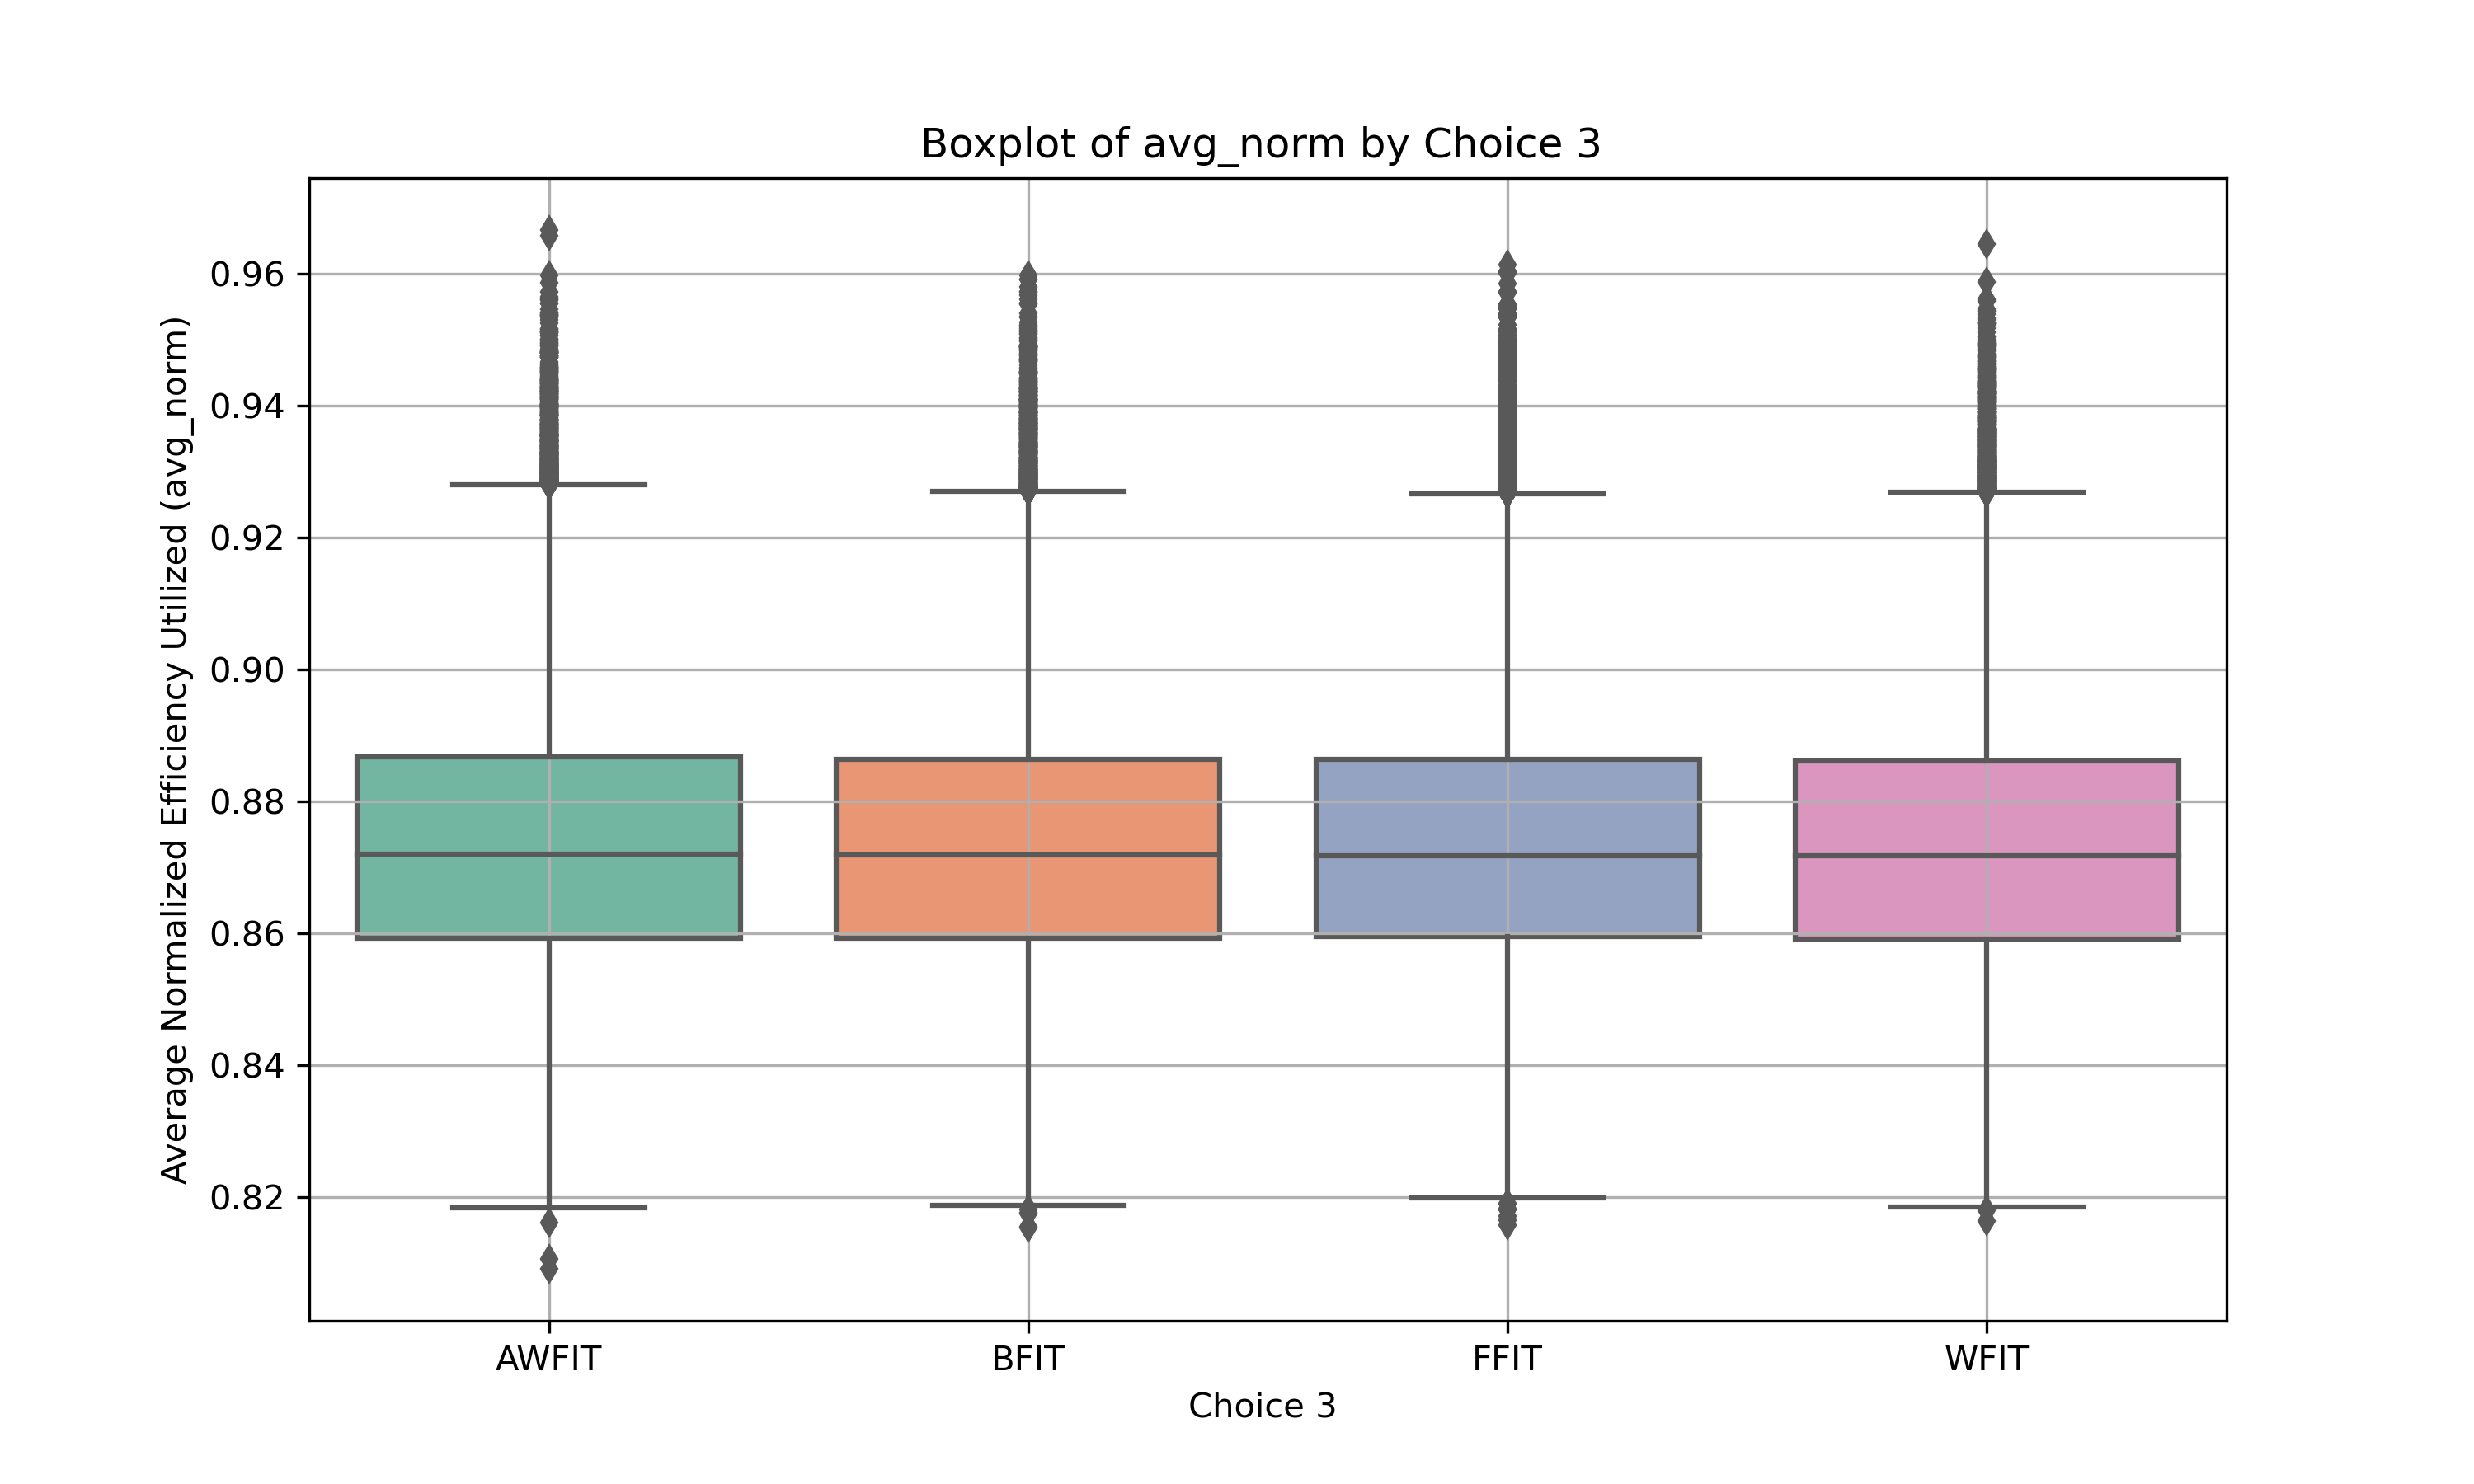 Boxplot of avg_norm by Choice 3
Average Normalized Efficiency Utilized (avg_norm)
0.96
0.94
0.92
0.90
0.88
0.86
0.84
0.82
AWFIT
BFIT
FFIT
WFIT
Choice 3